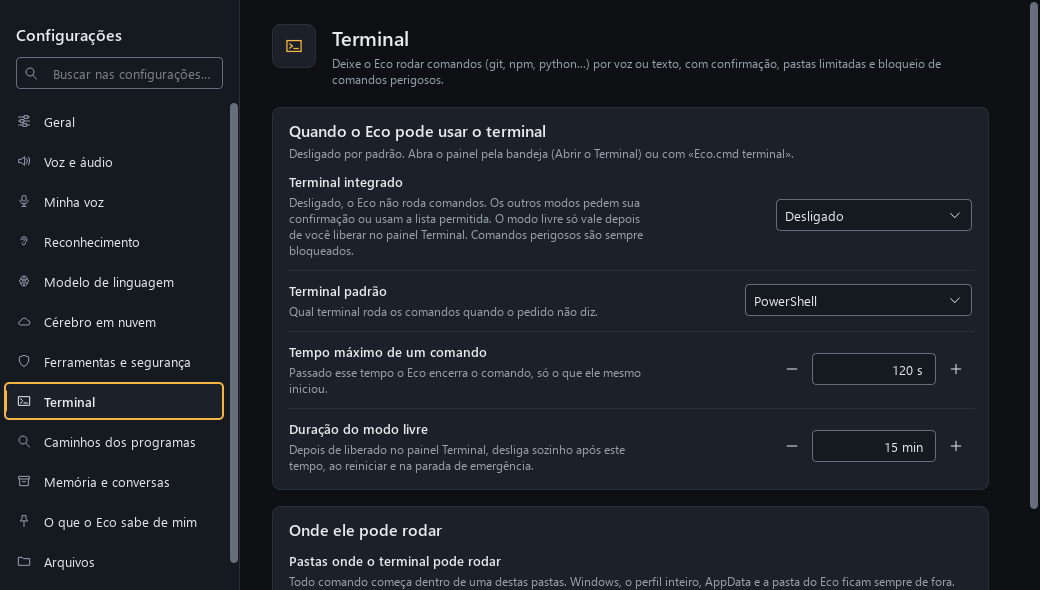 Configurações
Buscar nas configurações...
Geral
Voz e áudio
Minha voz
Reconhecimento
Modelo de linguagem
Cérebro em nuvem
Ferramentas e segurança
Terminal
Caminhos dos programas
Memória e conversas
O que o Eco sabe de mim
Arquivos
Terminal
Deixe o Eco rodar comandos (git, npm, python...) por voz ou texto, com confirmação, pastas limitadas e bloqueio de
comandos perigosos.
Quando o Eco pode usar o terminal
Desligado por padrão. Abra o painel pela bandeja (Abrir o Terminal) ou com «Eco.cmd terminal».
Terminal integrado
Desligado, o Eco não roda comandos. Os outros modos pedem sua
confirmação ou usam a lista permitida. O modo livre só vale depois
de você liberar no painel Terminal. Comandos perigosos são sempre
bloqueados.
Desligado
Terminal padrão
Qual terminal roda os comandos quando o pedido não diz.
PowerShell
Tempo máximo de um comando
Passado esse tempo o Eco encerra o comando, só o que ele mesmo
iniciou.
120 s
Duração do modo livre
Depois de liberado no painel Terminal, desliga sozinho após este
tempo, ao reiniciar e na parada de emergência.
15 min
Onde ele pode rodar
Pastas onde o terminal pode rodar
Todo comando começa dentro de uma destas pastas. Windows, o perfil inteiro, AppData e a pasta do Eco ficam sempre de fora.